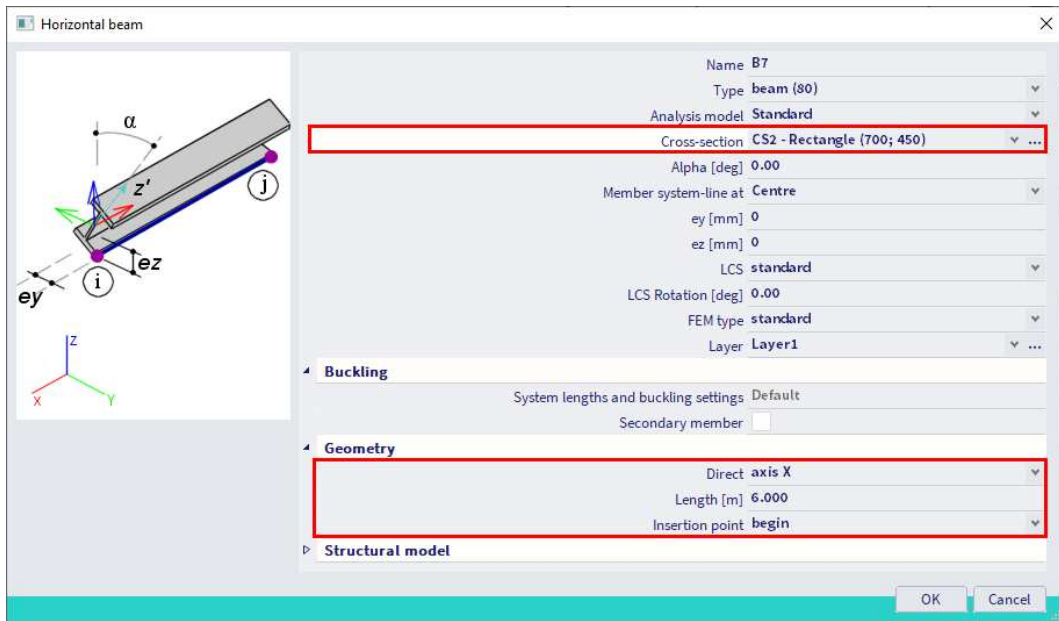 Horizontal beam
α
z'
j
i
ez
ey
Z
X
Y
Name B7
Type beam (80)
Analysis model Standard
Cross-section CS2 - Rectangle (700; 450)
Alpha [deg] 0.00
Member system-line at Centre
ey [mm] 0
ez [mm] 0
LCS standard
LCS Rotation [deg] 0.00
FEM type standard
Layer Layer1
Buckling
System lengths and buckling settings Default
Secondary member
Geometry
Direct axis X
Length [m] 6.000
Insertion point begin
Structural model
OK Cancel